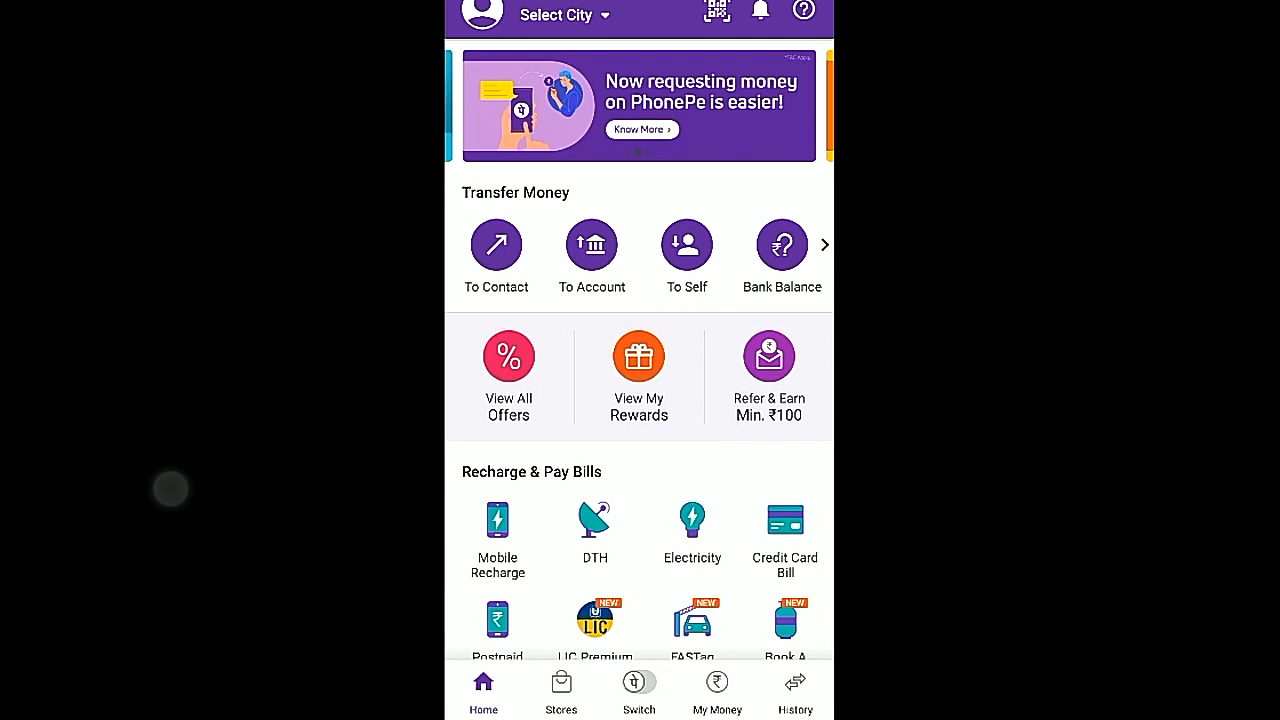 Select City
*T&C Apply
Now requesting money
on PhonePe is easier!
Know More ›
Transfer Money
To Contact
To Account
To Self
Bank Balance
View All
Offers
View My
Rewards
Refer & Earn
Min. ₹100
Recharge & Pay Bills
Mobile
Recharge
DTH
Electricity
Credit Card
Bill
NEW
NEW
NEW
LIC
Postpaid
LIC Premium
FASTag
Book A
Home
Stores
Switch
My Money
History